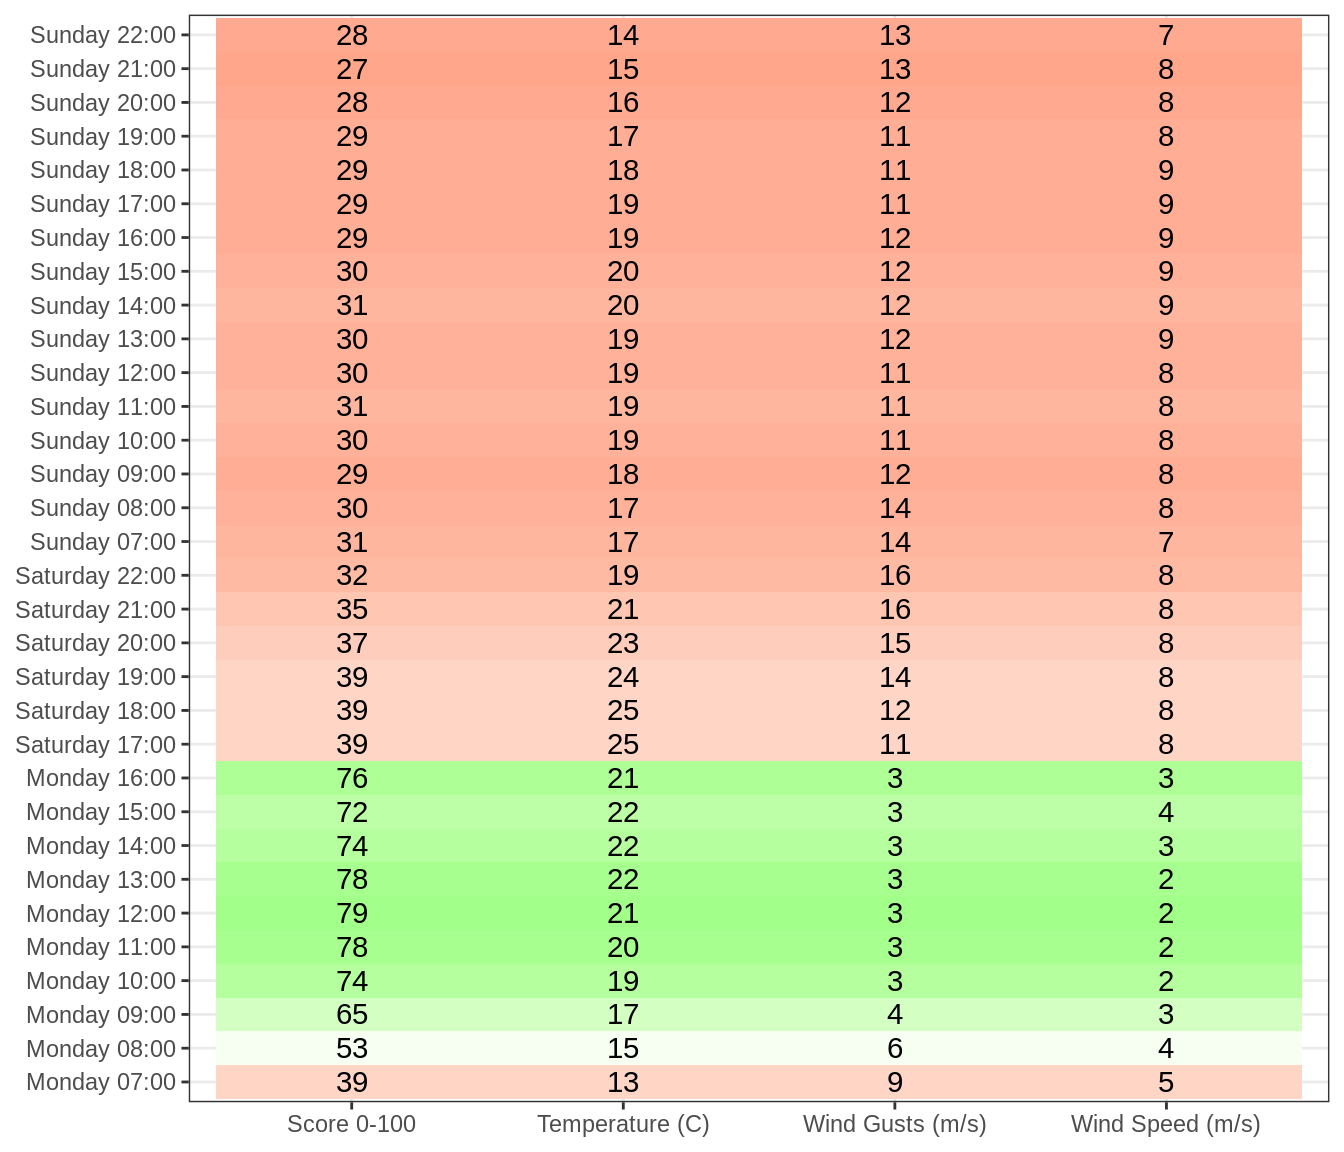 Sunday 22:00 28 14 13 7
Sunday 21:00 27 15 13 8
Sunday 20:00 28 16 12 8
Sunday 19:00 29 17 11 8
Sunday 18:00 29 18 11 9
Sunday 17:00 29 19 11 9
Sunday 16:00 29 19 12 9
Sunday 15:00 30 20 12 9
Sunday 14:00 31 20 12 9
Sunday 13:00 30 19 12 9
Sunday 12:00 30 19 11 8
Sunday 11:00 31 19 11 8
Sunday 10:00 30 19 11 8
Sunday 09:00 29 18 12 8
Sunday 08:00 30 17 14 8
Sunday 07:00 31 17 14 7
Saturday 22:00 32 19 16 8
Saturday 21:00 35 21 16 8
Saturday 20:00 37 23 15 8
Saturday 19:00 39 24 14 8
Saturday 18:00 39 25 12 8
Saturday 17:00 39 25 11 8
Monday 16:00 76 21 3 3
Monday 15:00 72 22 3 4
Monday 14:00 74 22 3 3
Monday 13:00 78 22 3 2
Monday 12:00 79 21 3 2
Monday 11:00 78 20 3 2
Monday 10:00 74 19 3 2
Monday 09:00 65 17 4 3
Monday 08:00 53 15 6 4
Monday 07:00 39 13 9 5
Score 0-100 Temperature (C) Wind Gusts (m/s) Wind Speed (m/s)